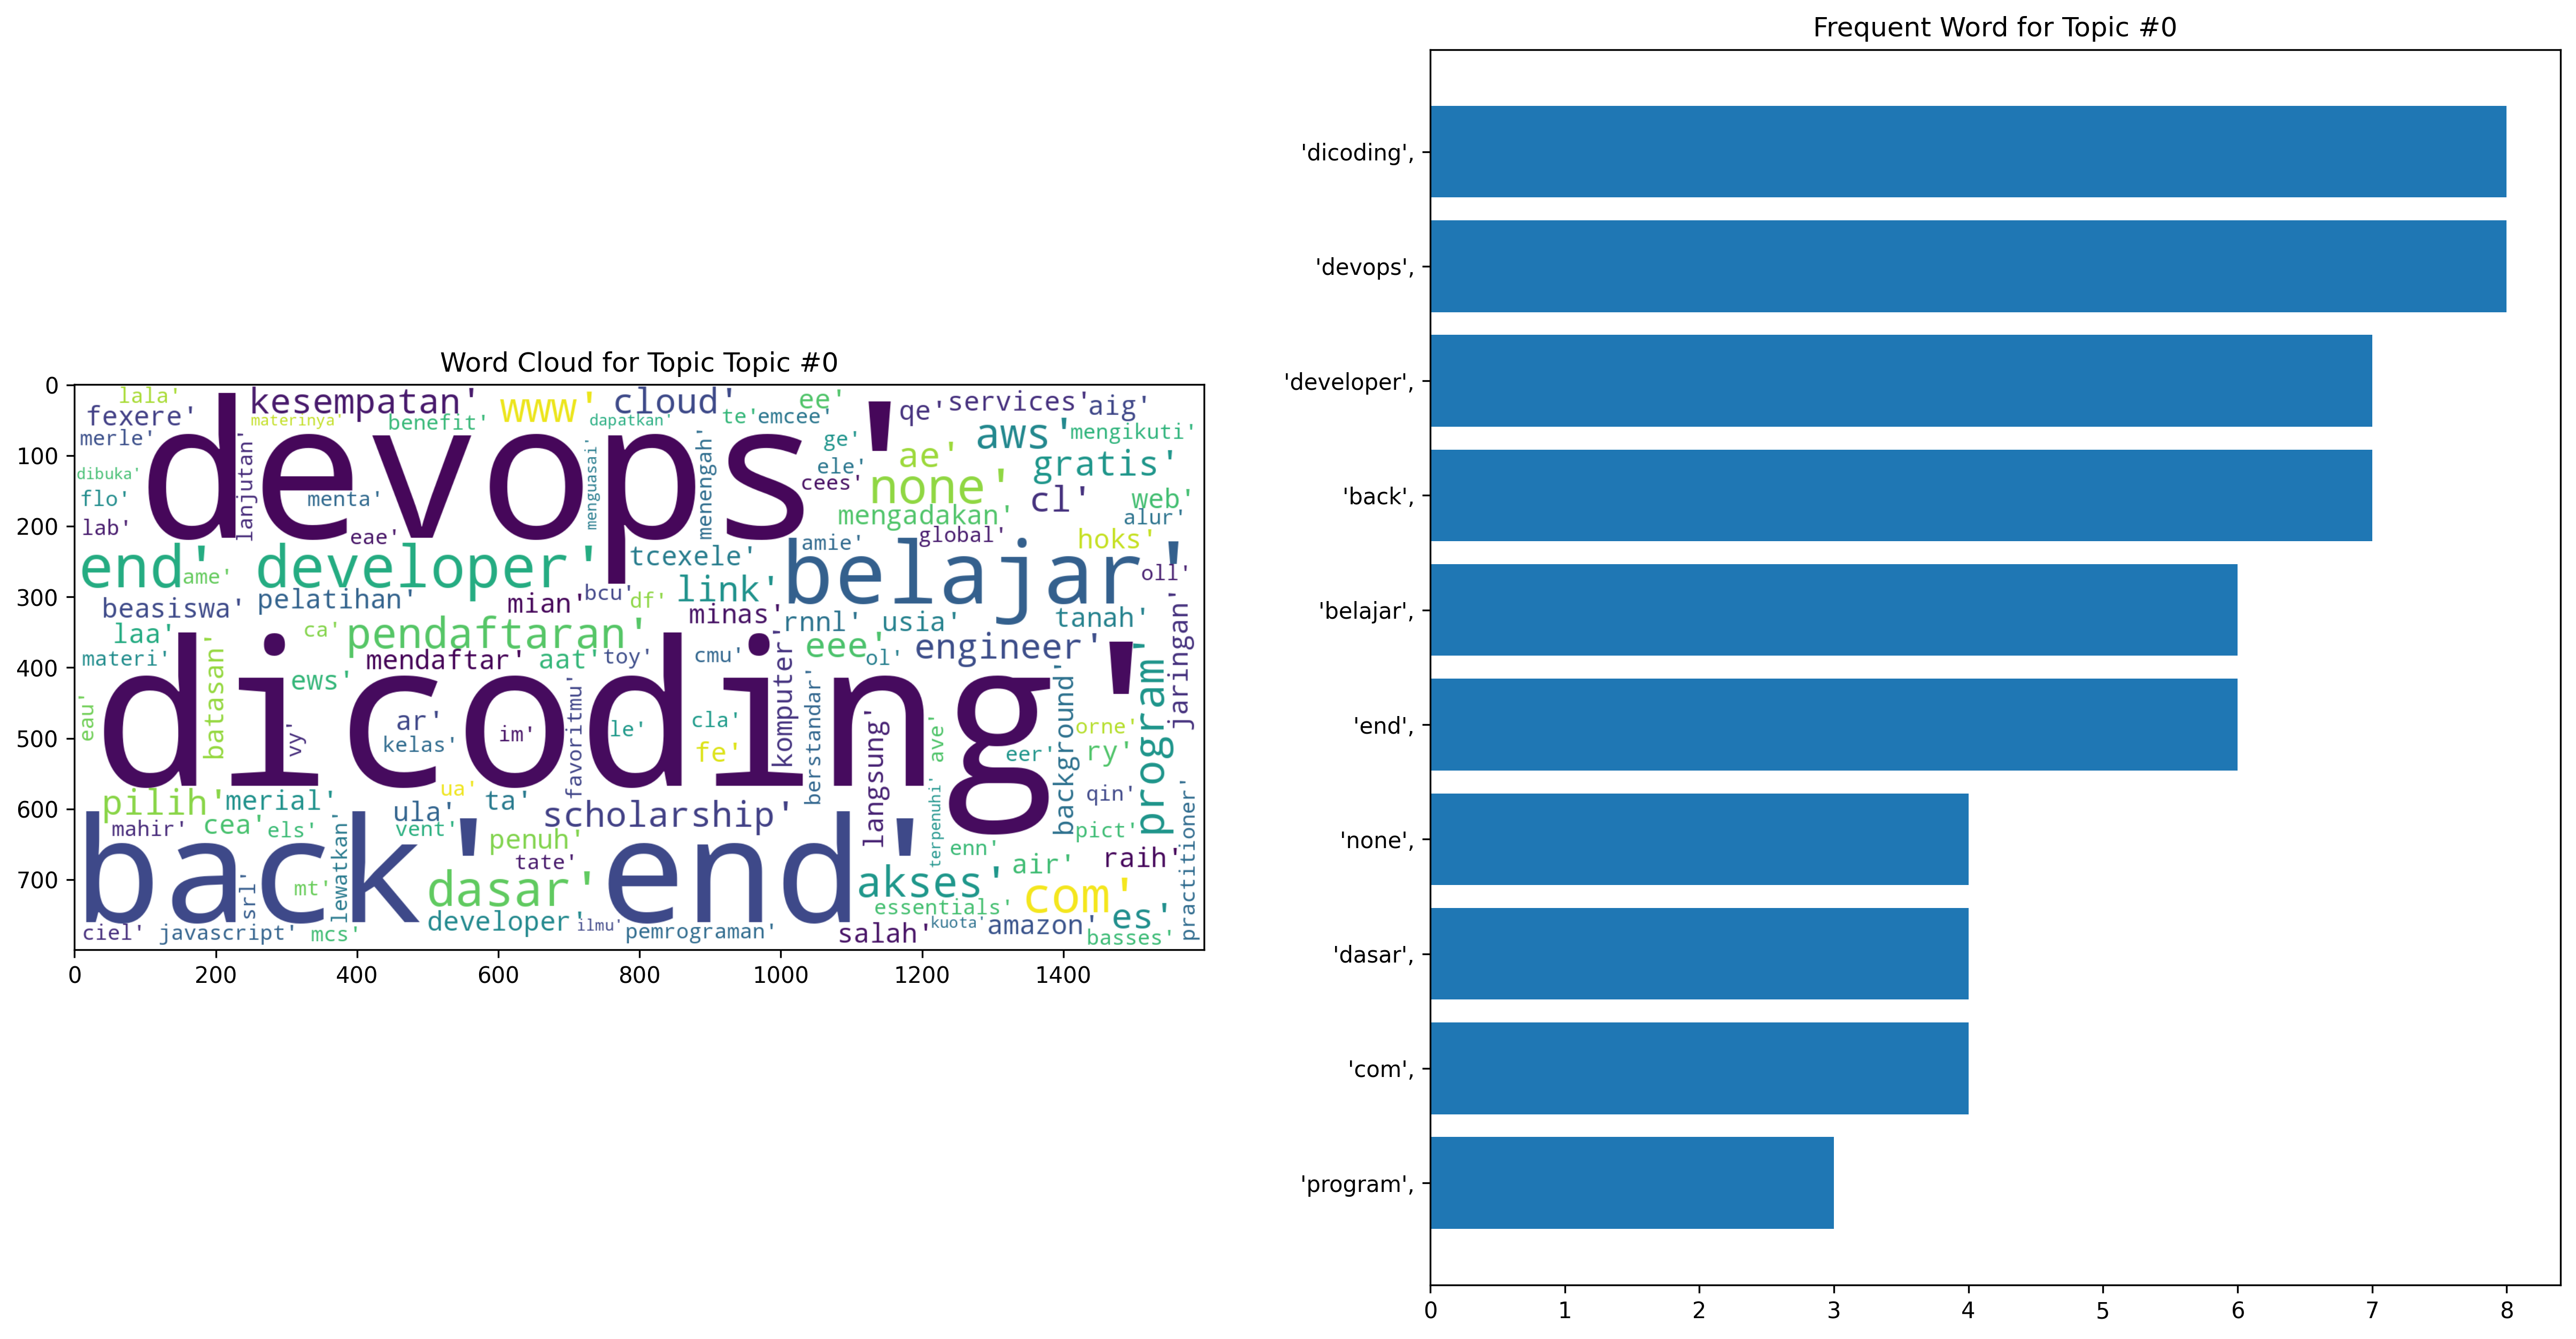 Word Cloud for Topic Topic #0
0
100
200
300
400
500
600
700
0 200 400 600 800 1000 1200 1400
lala' kesempatan' www' cloud' ee' qe' services' aig'
fexere' materinya' benefit' dapatkan' te' emcee'
merle' devops' ge' aws' mengikuti'
dibuka' lanjutan' menguasai' menengah' ele' ae' gratis'
flo' menta' cees' none' cl' web'
lab' eae' mengadakan' global' alur' hoks'
end' developer' tcexele' amie' belajar' oll'
ame' link'
beasiswa' pelatihan' mian' bcu' df' minas' rnnl' usia' tanah' jaringan'
laa' ca' pendaftaran' eee' engineer'
materi' batasan' mendaftar' aat' toy' cmu' komputer' ol' program'
ews' dicoding' background'
eau' vy' ar' kelas' im' favoritmu' le' cla' fe' berstandar' langsung' ave' eer' orne' ry'
pilih' merial' ua' ula' ta' scholarship' terpenuhi' qin' practitioner'
mahir' cea' els' lewatkan' vent' penuh' enn' pict'
back' end' tate' air' raih'
srl' mt' dasar' akses' com'
developer' essentials' es'
ciel' javascript' mcs' ilmu' pemrograman' salah' kuota' amazon' basses'
Frequent Word for Topic #0
'dicoding',
'devops',
'developer',
'back',
'belajar',
'end',
'none',
'dasar',
'com',
'program',
0 1 2 3 4 5 6 7 8